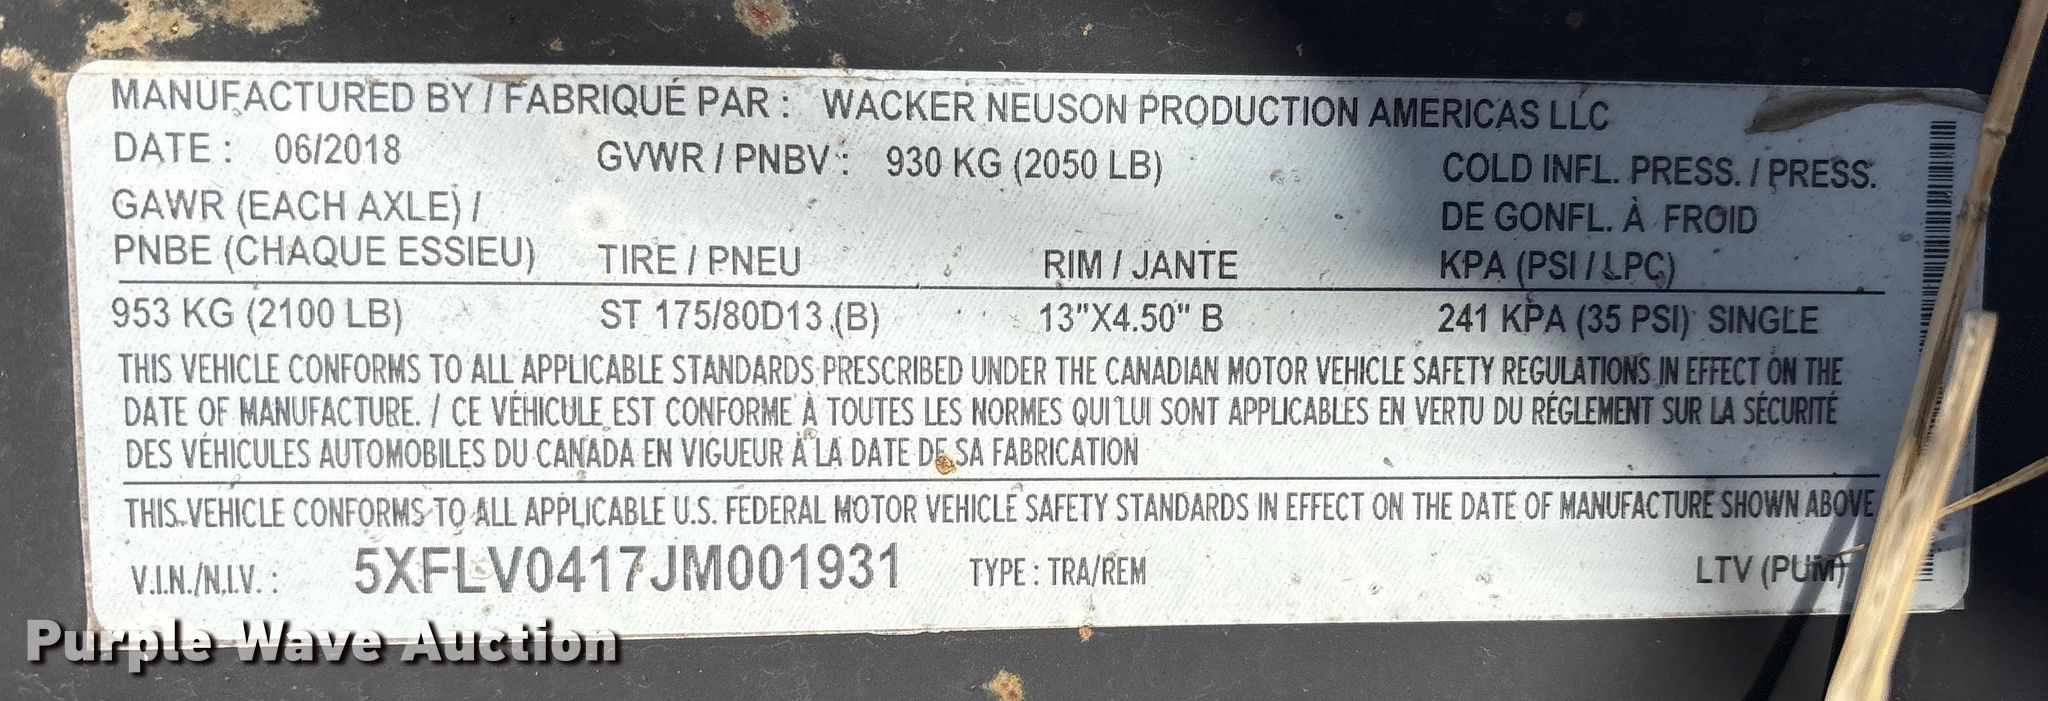 MANUFACTURED BY / FABRIQUÉ PAR : WACKER NEUSON PRODUCTION AMERICAS LLC
DATE : 06/2018 GVWR / PNBV : 930 KG (2050 LB) COLD INFL. PRESS. / PRESS.
GAWR (EACH AXLE) / DE GONFL. À FROID
PNBE (CHAQUE ESSIEU) TIRE / PNEU RIM / JANTE KPA (PSI / LPC)
953 KG (2100 LB) ST 175/80D13 (B) 13"X4.50" B 241 KPA (35 PSI) SINGLE
THIS VEHICLE CONFORMS TO ALL APPLICABLE STANDARDS PRESCRIBED UNDER THE CANADIAN MOTOR VEHICLE SAFETY REGULATIONS IN EFFECT ON THE
DATE OF MANUFACTURE. / CE VÉHICULE EST CONFORME À TOUTES LES NORMES QUI LUI SONT APPLICABLES EN VERTU DU RÉGLEMENT SUR LA SÉCURITÉ
DES VÉHICULES AUTOMOBILES DU CANADA EN VIGUEUR À LA DATE DE SA FABRICATION
THIS VEHICLE CONFORMS TO ALL APPLICABLE U.S. FEDERAL MOTOR VEHICLE SAFETY STANDARDS IN EFFECT ON THE DATE OF MANUFACTURE SHOWN ABOVE
V.I.N./N.I.V. : 5XFLV0417JM001931 TYPE : TRA/REM LTV (PUM)
Purple Wave Auction